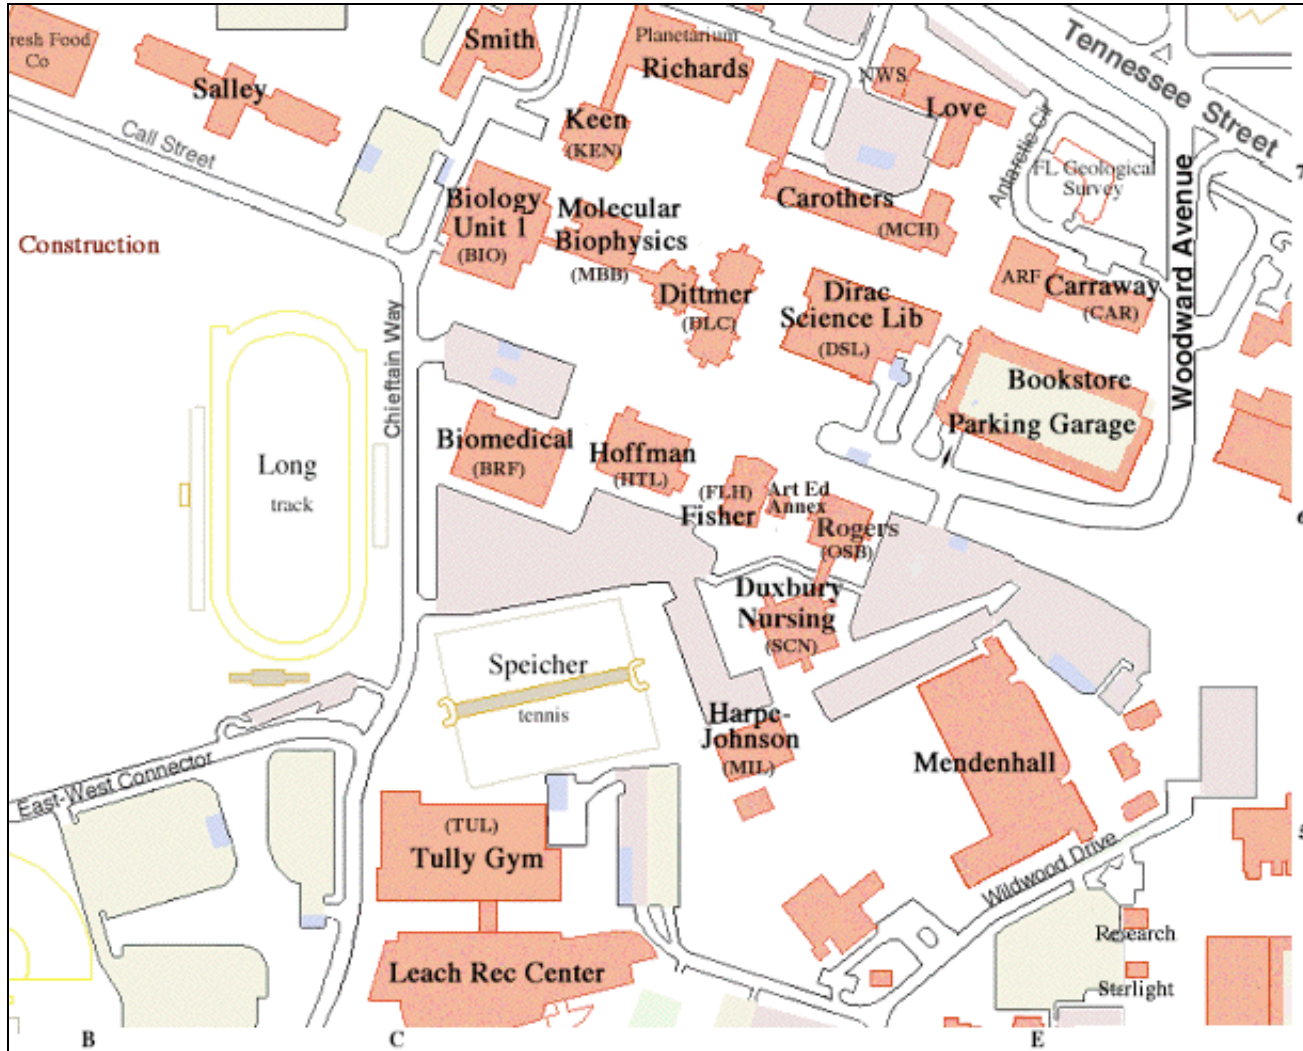 resh Food
Co
Salley
Smith
Planetarium
Richards
NWS
Love
Tennessee Street
Keen
(KEN)
Call Street
Antarctic Cir
FL Geological
Survey
7
Biology
Unit 1
(BIO)
Molecular
Biophysics
(MBB)
Carothers
(MCH)
Woodward Avenue
Construction
G
Dittmer
(DLC)
Dirac
Science Lib
(DSL)
ARF
Carraway
(CAR)
Chieftain Way
Bookstore
Parking Garage
Biomedical
(BRF)
Hoffman
(HTL)
Long
track
(FLH)
Fisher
Art Ed
Annex
Rogers
(OSB)
6
Duxbury
Nursing
(SCN)
Speicher
tennis
Harpe-
Johnson
(MIL)
Mendenhall
East-West Connector
(TUL)
Tully Gym
5
Wildwood Drive
Research
Leach Rec Center
Starlight
B
C
E